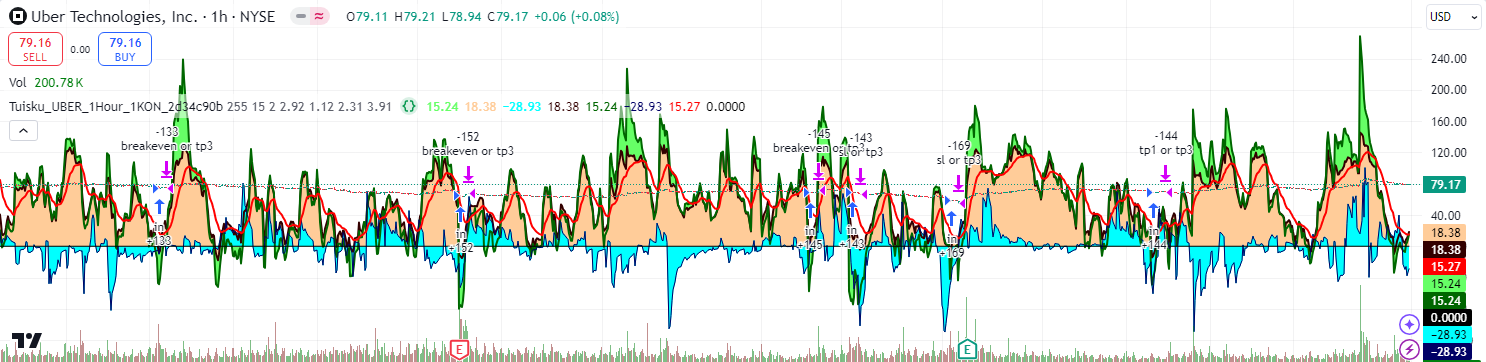 Uber Technologies, Inc. · 1h · NYSE
O79.11 H79.21 L78.94 C79.17 +0.06 (+0.08%)
USD
79.16
SELL
0.00
79.16
BUY
Vol 200.78 K
Tuisku_UBER_1Hour_1KON_2d34c90b 255 15 2 2.92 1.12 2.31 3.91 {} 15.24 18.38 −28.93 18.38 15.24 −28.93 15.27 0.0000
-133
breakeven or tp3
in
+133
-152
breakeven or tp3
in
+152
-145
breakeven or tp3
in
+145
-143
sl or tp3
in
+143
-169
sl or tp3
in
+169
-144
tp1 or tp3
in
+144
240.00
200.00
160.00
120.00
79.17
40.00
18.38
18.38
15.27
15.24
15.24
0.0000
−28.93
−28.93
E
E